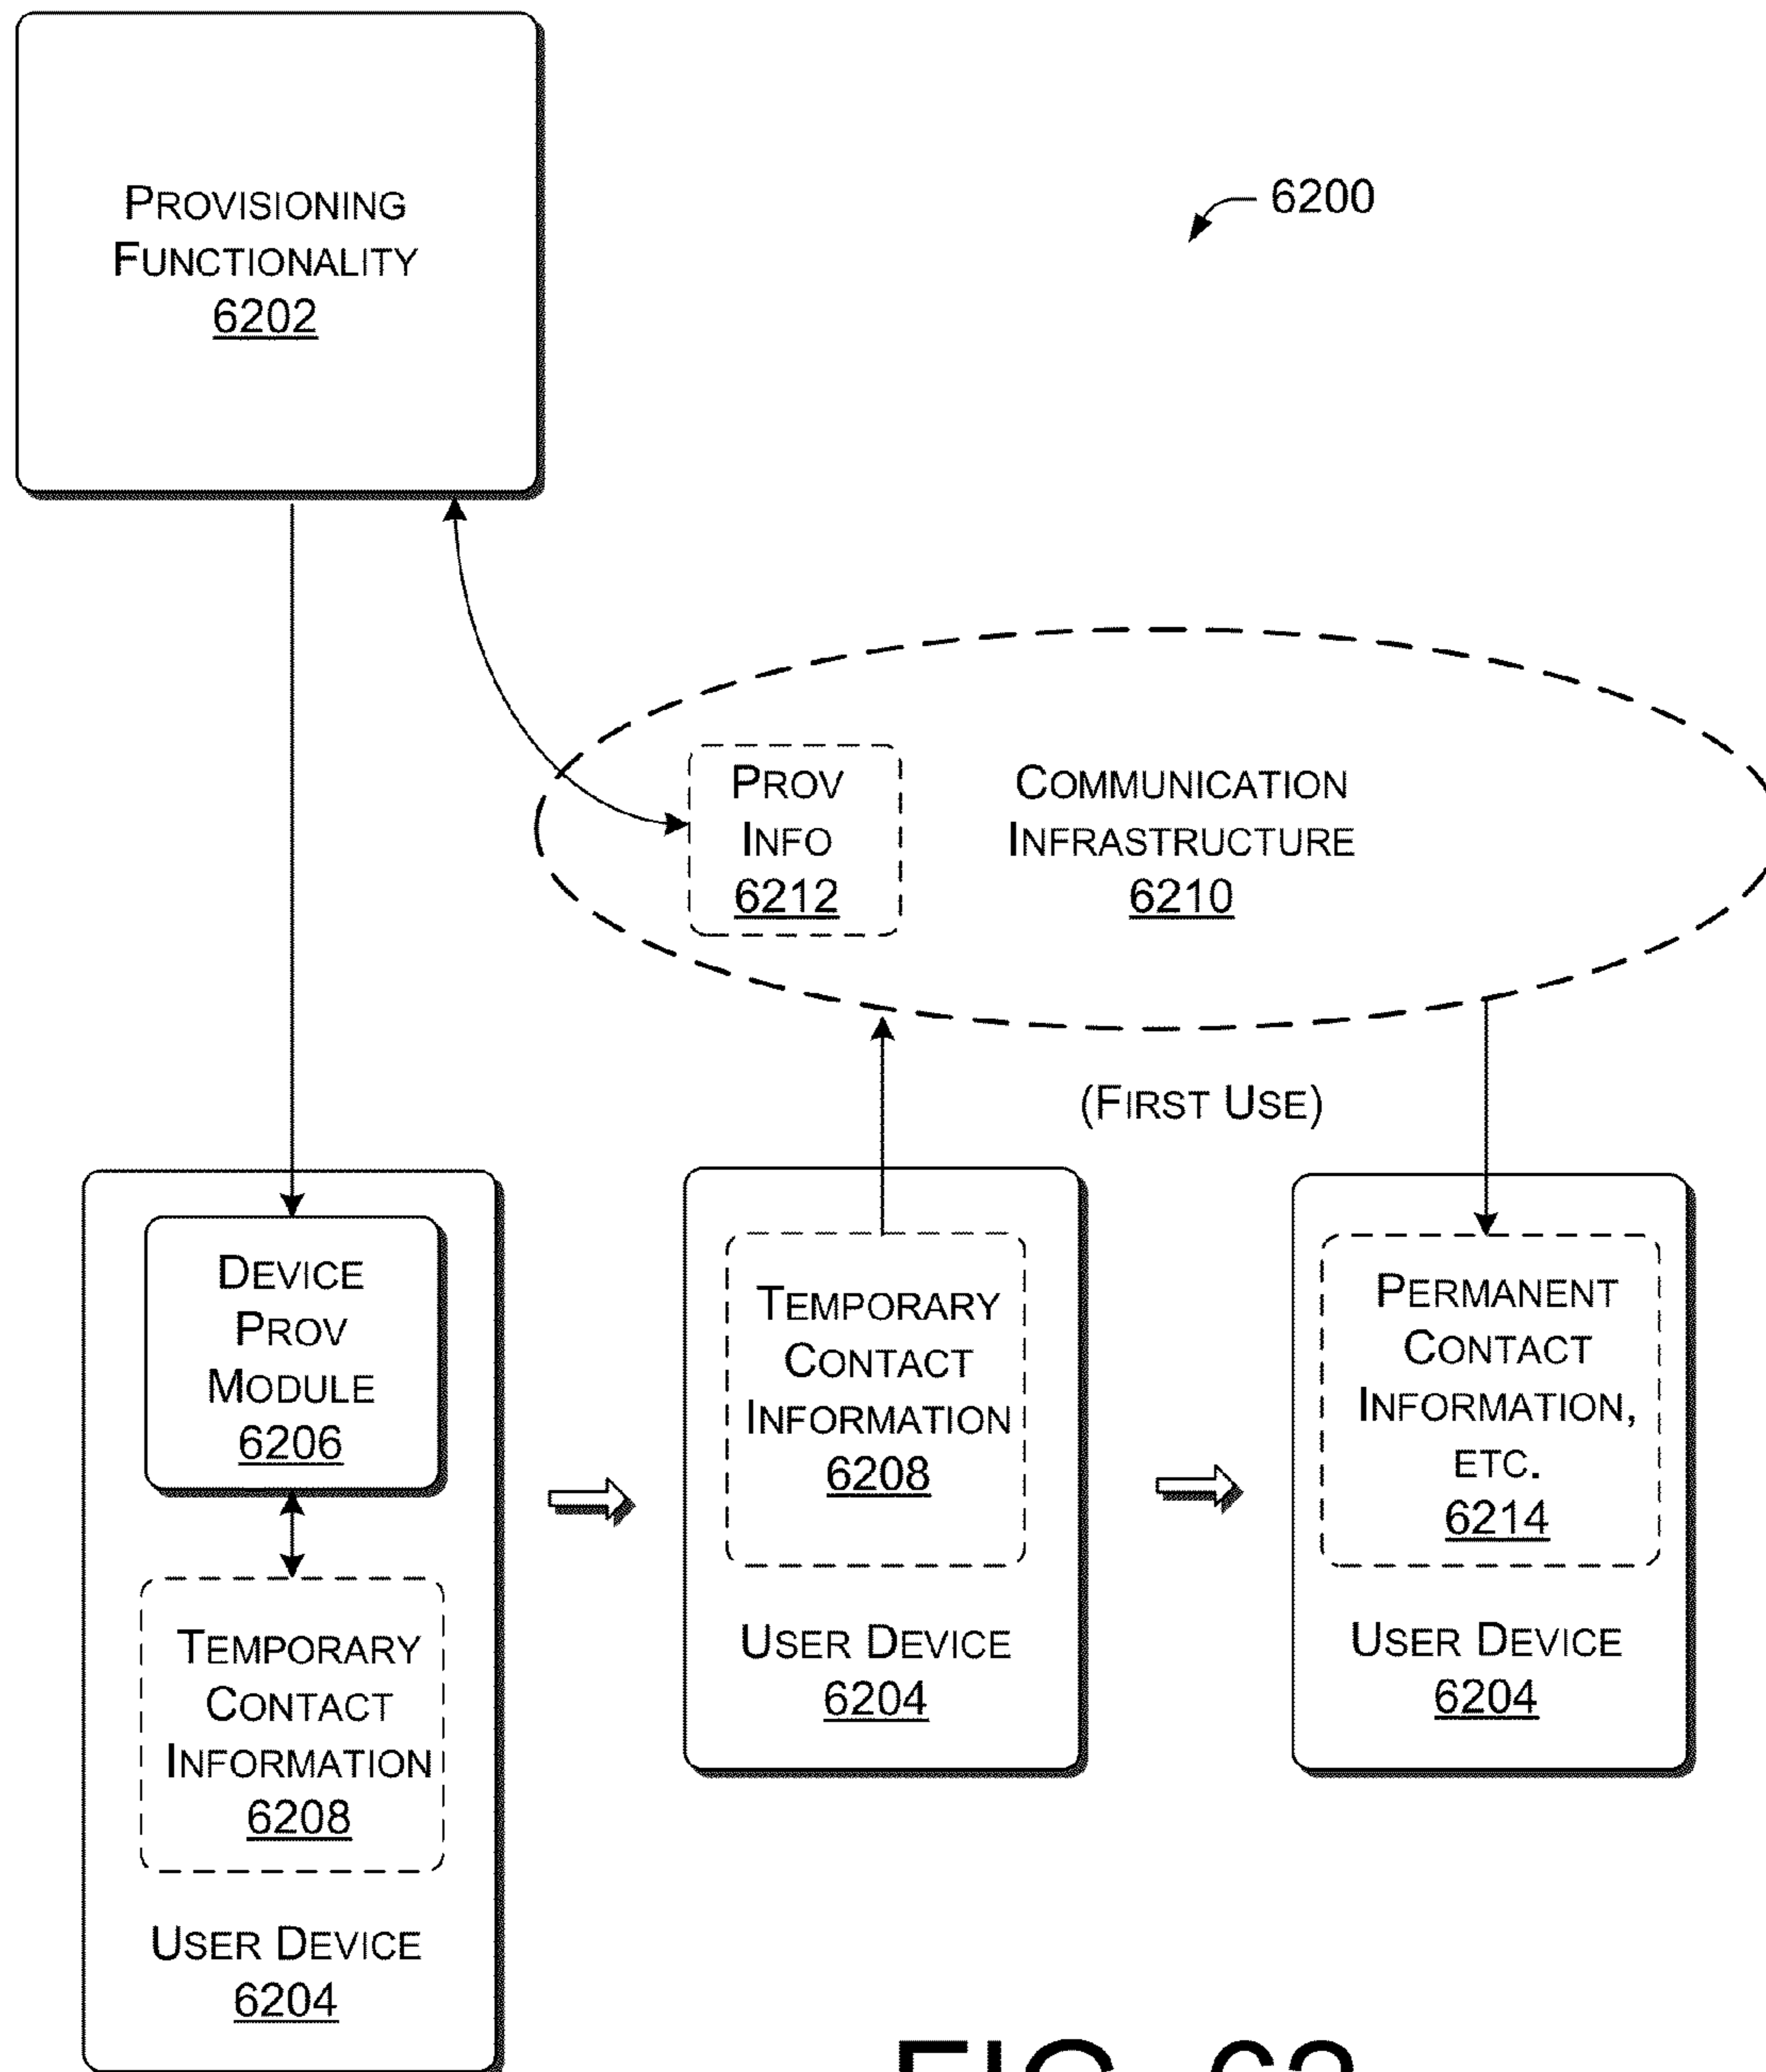 PROVISIONING
FUNCTIONALITY
6202
6200
PROV
INFO
6212
COMMUNICATION
INFRASTRUCTURE
6210
(FIRST USE)
DEVICE
PROV
MODULE
6206
TEMPORARY
CONTACT
INFORMATION
6208
USER DEVICE
6204
TEMPORARY
CONTACT
INFORMATION
6208
USER DEVICE
6204
PERMANENT
CONTACT
INFORMATION,
ETC.
6214
USER DEVICE
6204
FIG. 62